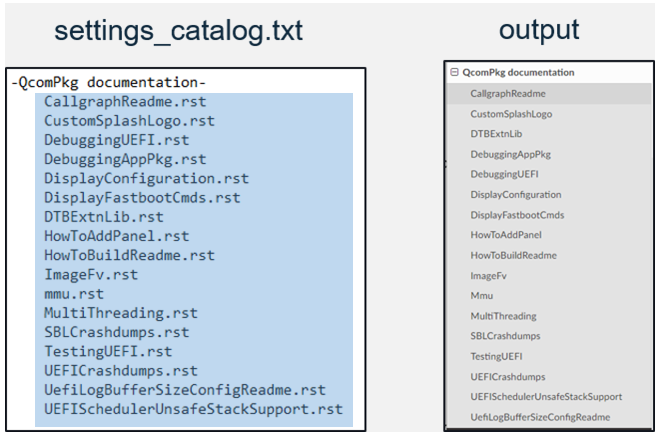 settings_catalog.txt
-QcomPkg documentation-
CallgraphReadme.rst
CustomSplashLogo.rst
DebuggingUEFI.rst
DebuggingAppPkg.rst
DisplayConfiguration.rst
DisplayFastbootCmds.rst
DTBExtnLib.rst
HowToAddPanel.rst
HowToBuildReadme.rst
ImageFv.rst
mmu.rst
MultiThreading.rst
SBLCrashdumps.rst
TestingUEFI.rst
UEFICrashdumps.rst
UefiLogBufferSizeConfigReadme.rst
UEFISchedulerUnsafeStackSupport.rst
output
QcomPkg documentation
CallgraphReadme
CustomSplashLogo
DTBExtnLib
DebuggingAppPkg
DebuggingUEFI
DisplayConfiguration
DisplayFastbootCmds
HowToAddPanel
HowToBuildReadme
ImageFv
Mmu
MultiThreading
SBLCrashdumps
TestingUEFI
UEFICrashdumps
UEFISchedulerUnsafeStackSupport
UefiLogBufferSizeConfigReadme